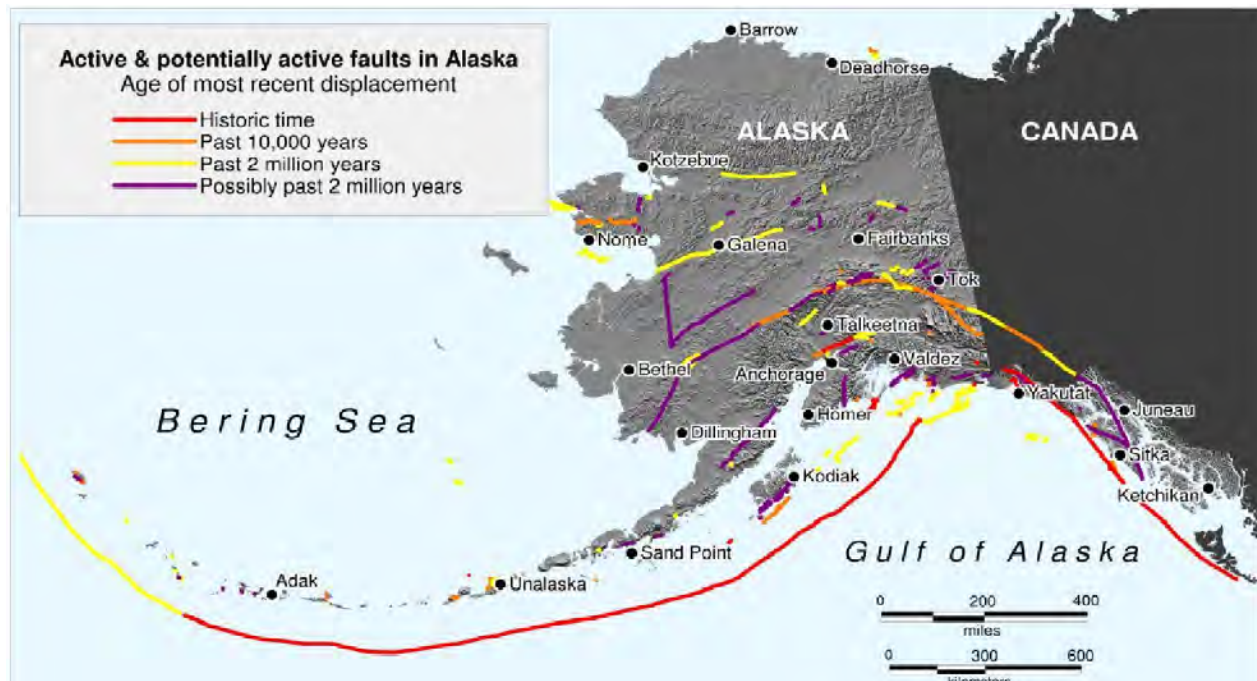 Active & potentially active faults in Alaska
Age of most recent displacement
Historic time
Past 10,000 years
Past 2 million years
Possibly past 2 million years
Barrow
Deadhorse
ALASKA
CANADA
Kotzebue
Nome
Galena
Fairbanks
Tok
Talkeetna
Bethel
Anchorage
Valdez
Yakutat
Homer
Juneau
Bering Sea
Dillingham
Sitka
Kodiak
Ketchikan
Sand Point
Gulf of Alaska
Adak
Unalaska
0 200 400
miles
0 300 600
kilometers